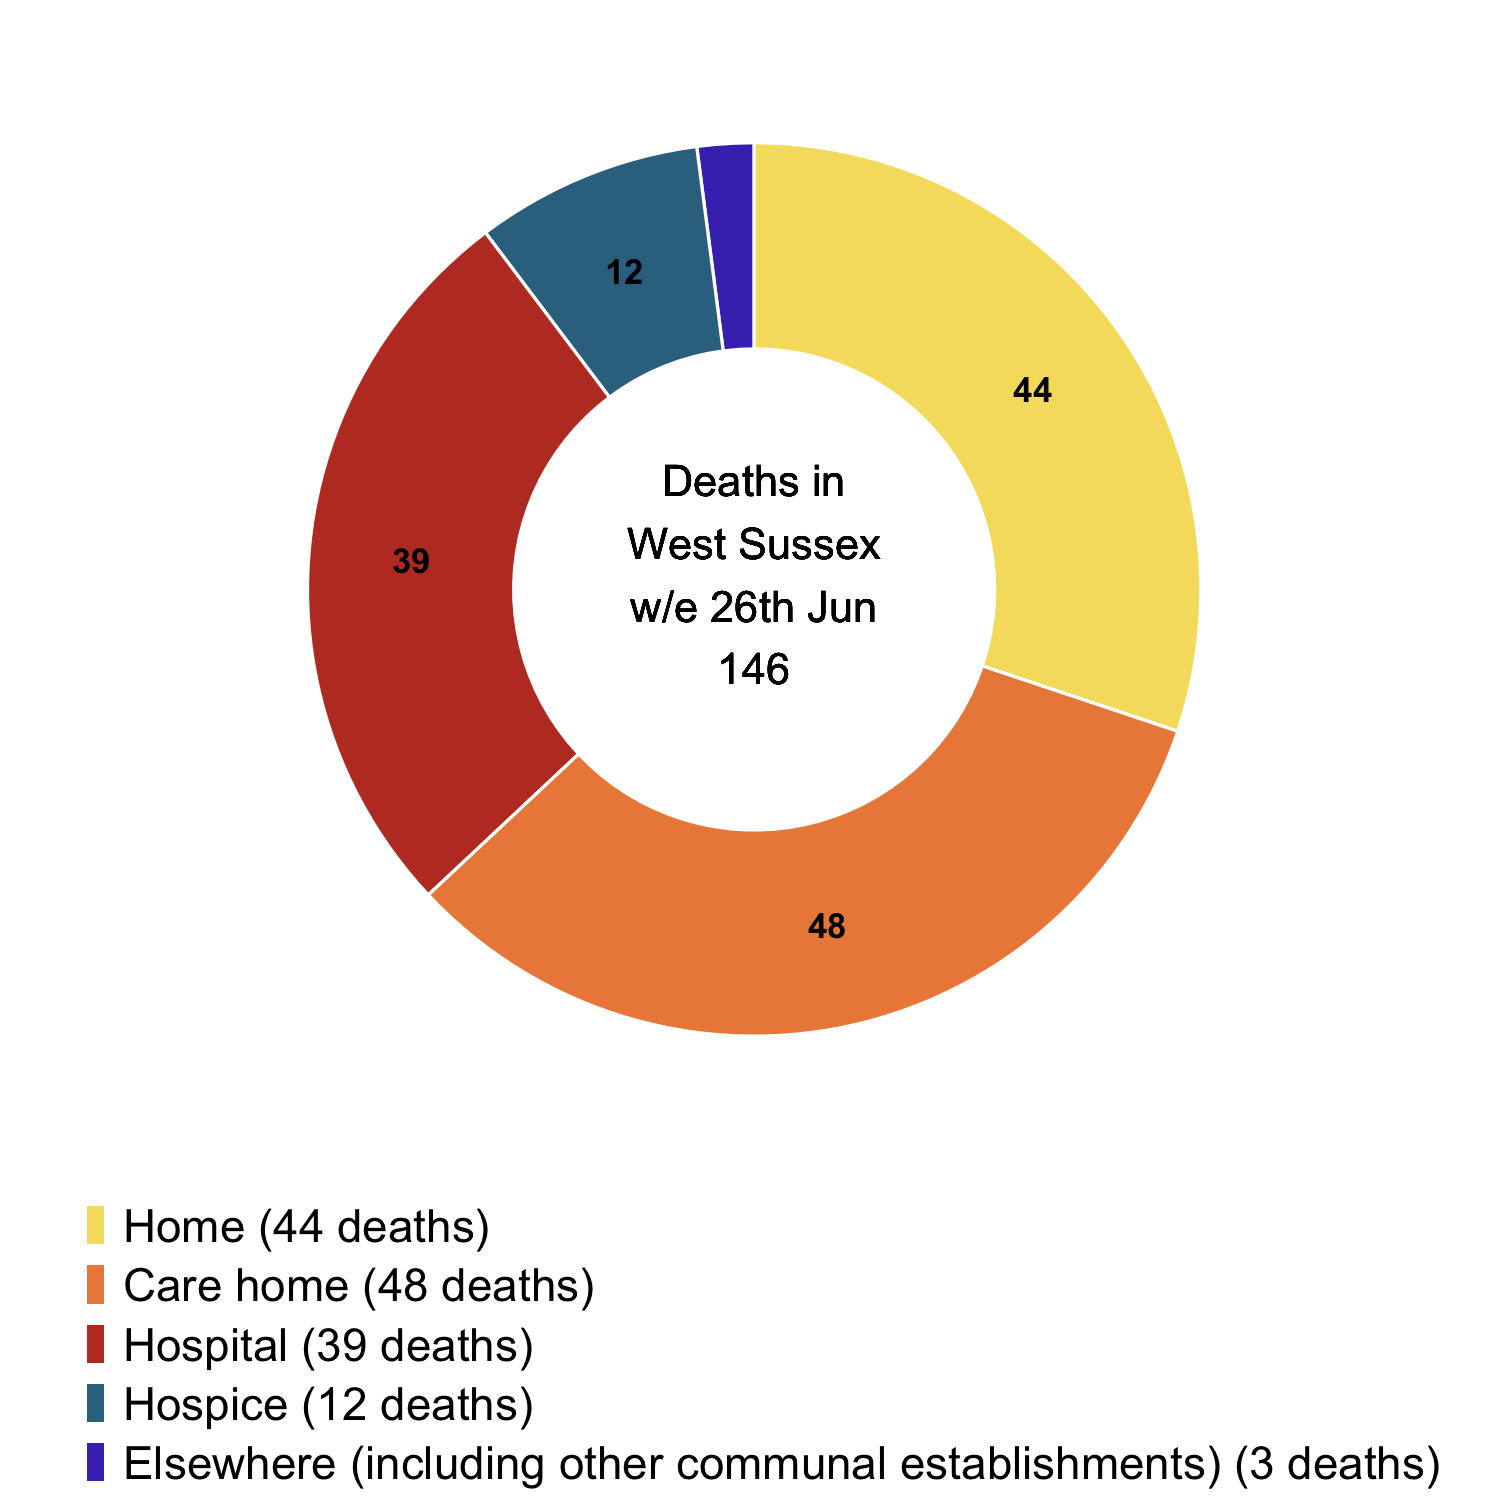 12
44
Deaths in
West Sussex
w/e 26th Jun
146
39
48
Home (44 deaths)
Care home (48 deaths)
Hospital (39 deaths)
Hospice (12 deaths)
Elsewhere (including other communal establishments) (3 deaths)